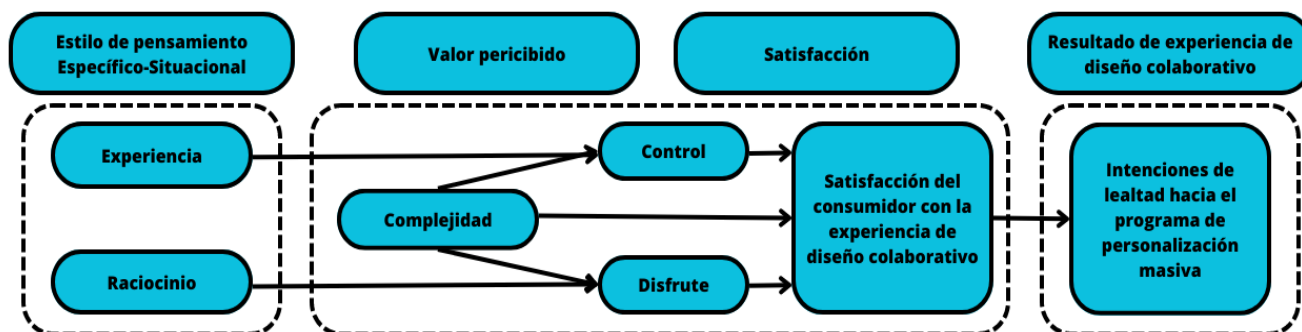 Estilo de pensamiento
Específico-Situacional
Valor pericibido
Satisfacción
Resultado de experiencia de
diseño colaborativo
Experiencia
Raciocinio
Complejidad
Control
Disfrute
Satisfacción del
consumidor con la
experiencia de
diseño colaborativo
Intenciones de
lealtad hacia el
programa de
personalización
masiva